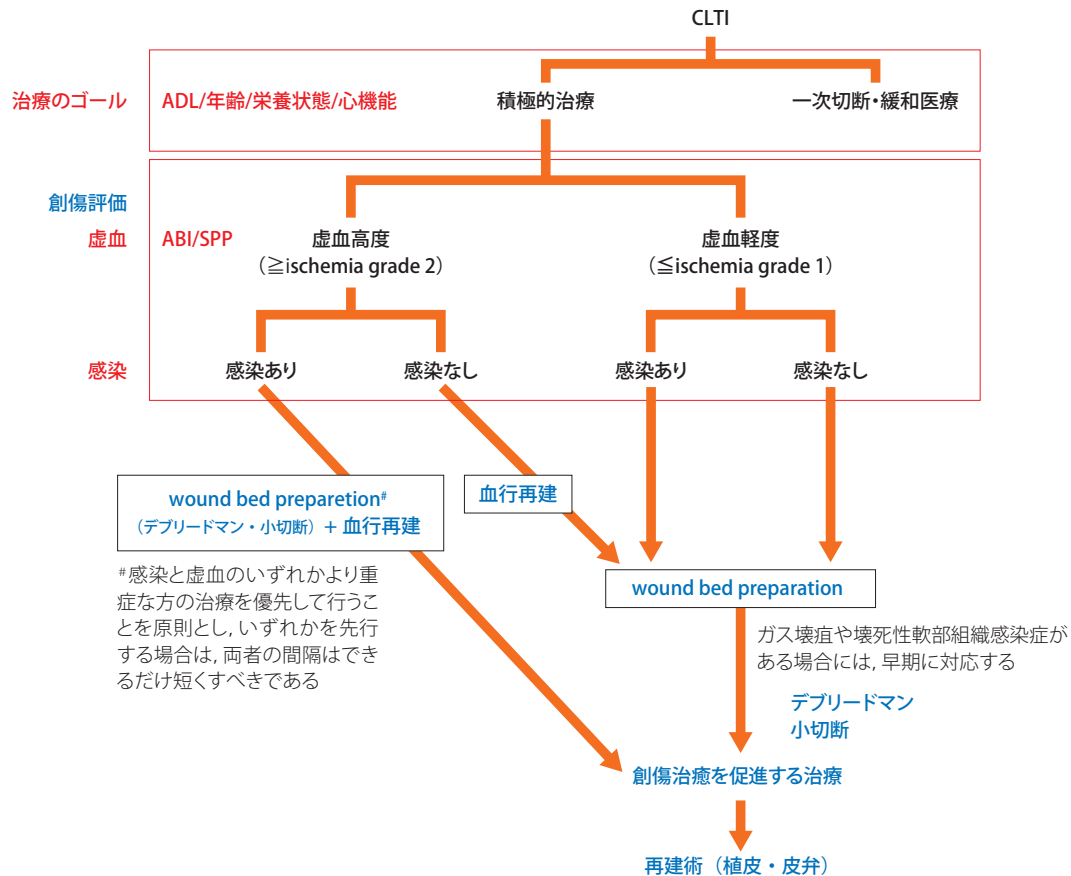 CLTI
治療のゴール
ADL/年齢/栄養状態/心機能
積極的治療
一次切断・緩和医療
創傷評価
虚血
ABI/SPP
虚血高度
（≧ischemia grade 2）
虚血軽度
（≦ischemia grade 1）
感染
感染あり
感染なし
感染あり
感染なし
wound bed preparetion#
（デブリードマン・小切断）+ 血行再建
血行再建
#感染と虚血のいずれかより重
症な方の治療を優先して行うこ
とを原則とし, いずれかを先行
する場合は, 両者の間隔はでき
るだけ短くすべきである
wound bed preparation
ガス壊疽や壊死性軟部組織感染症が
ある場合には, 早期に対応する
デブリードマン
小切断
創傷治癒を促進する治療
再建術（植皮・皮弁）